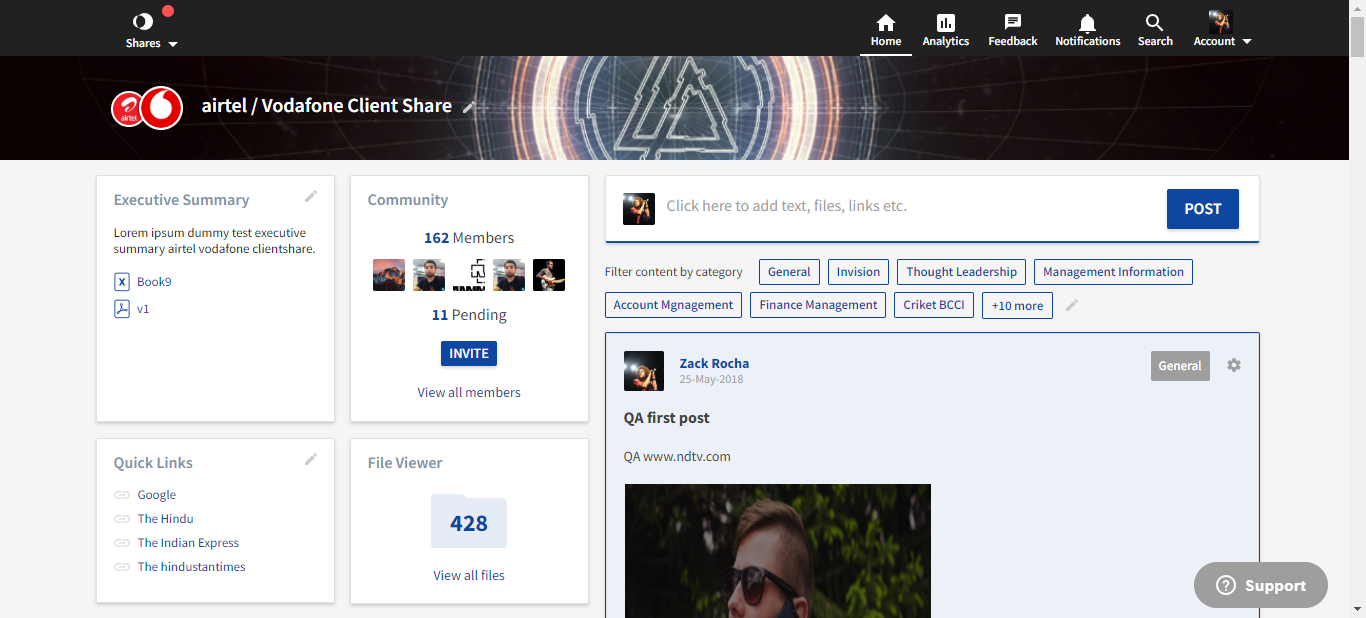 Shares
Home
Analytics
Feedback
Notifications
Search
Account
airtel
airtel / Vodafone Client Share
Executive Summary
Lorem ipsum dummy test executive
summary airtel vodafone clientshare.
X Book9
v1
Community
162 Members
11 Pending
INVITE
View all members
Quick Links
Google
The Hindu
The Indian Express
The hindustantimes
File Viewer
428
View all files
Click here to add text, files, links etc.
POST
Filter content by category General Invision Thought Leadership Management Information
Account Mgnagement Finance Management Criket BCCI +10 more
Zack Rocha
25-May-2018
General
QA first post
QA www.ndtv.com
? Support